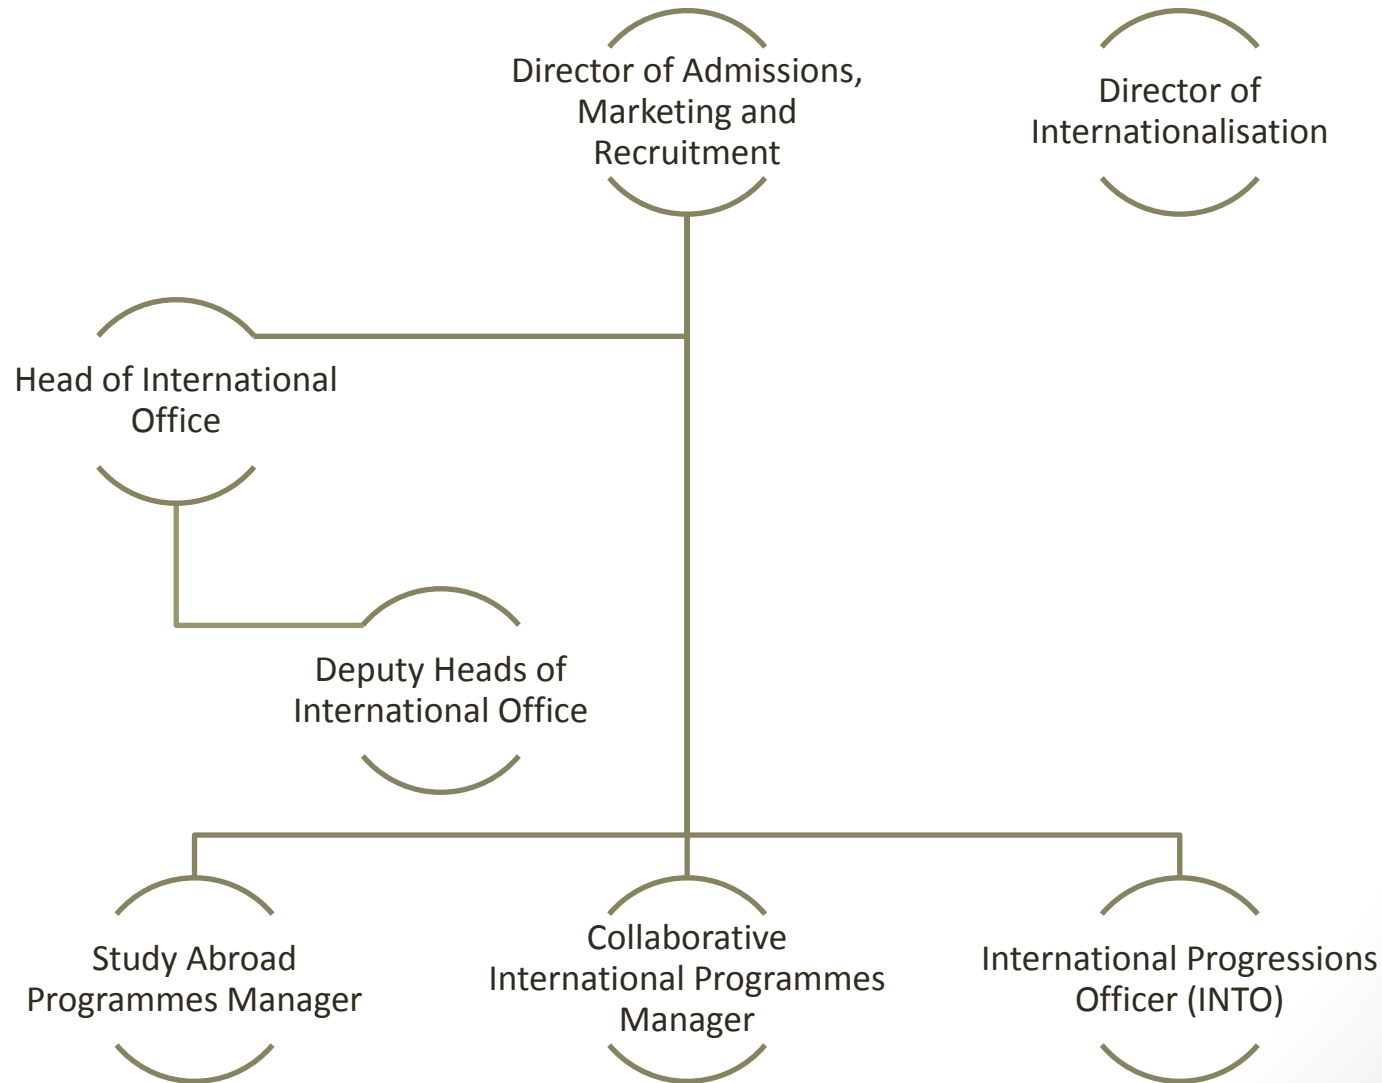 Director of Admissions,
Marketing and
Recruitment
Director of
Internationalisation
Head of International
Office
Deputy Heads of
International Office
Study Abroad
Programmes Manager
Collaborative
International Programmes
Manager
International Progressions
Officer (INTO)